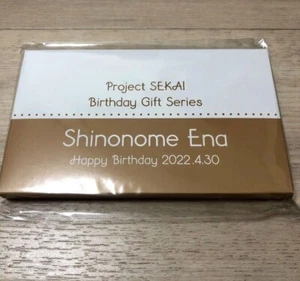 Project SEKAI
Birthday Gift Series
Shinonome Ena
Happy Birthday 2022.4.30